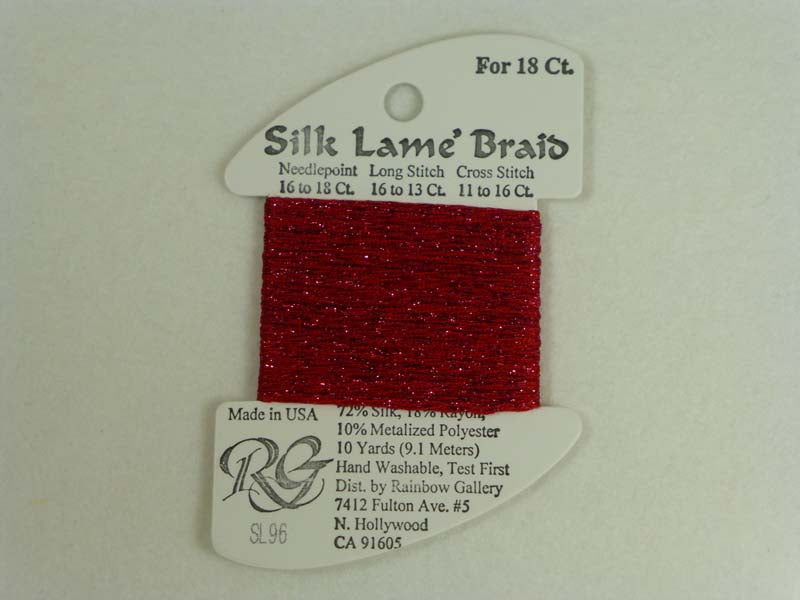 For 18 Ct.
Silk Lame' Braid
Needlepoint Long Stitch Cross Stitch
16 to 18 Ct. 16 to 13 Ct. 11 to 16 Ct.
Made in USA
72% Silk, 18% Rayon,
10% Metalized Polyester
10 Yards (9.1 Meters)
Hand Washable, Test First
Dist. by Rainbow Gallery
7412 Fulton Ave. #5
N. Hollywood
CA 91605
RG
SL96